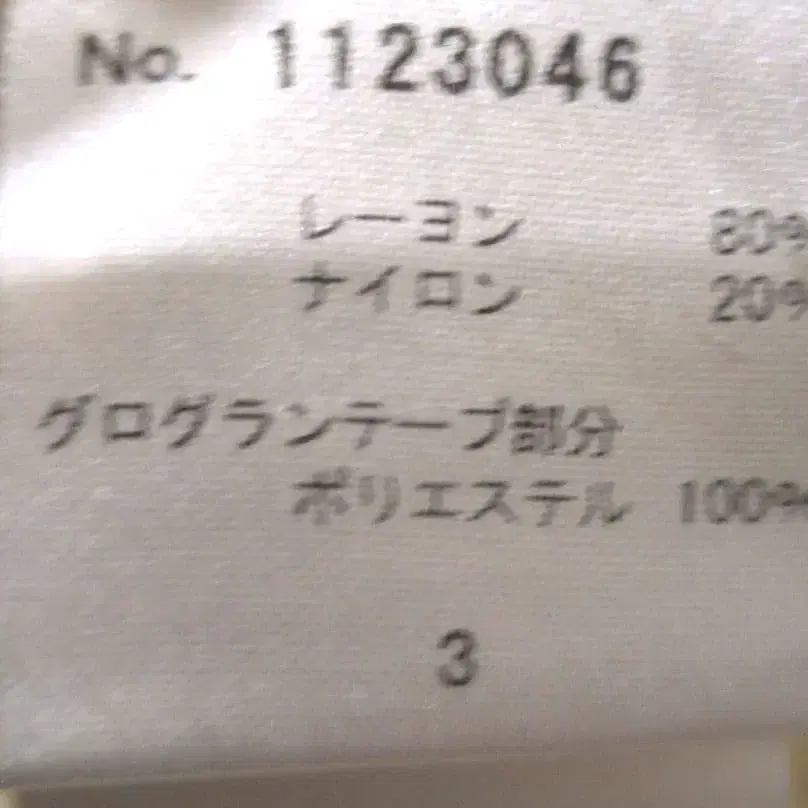 No. 1123046
レーヨン 80%
ナイロン 20%
グログランテープ部分
ポリエステル 100%
3